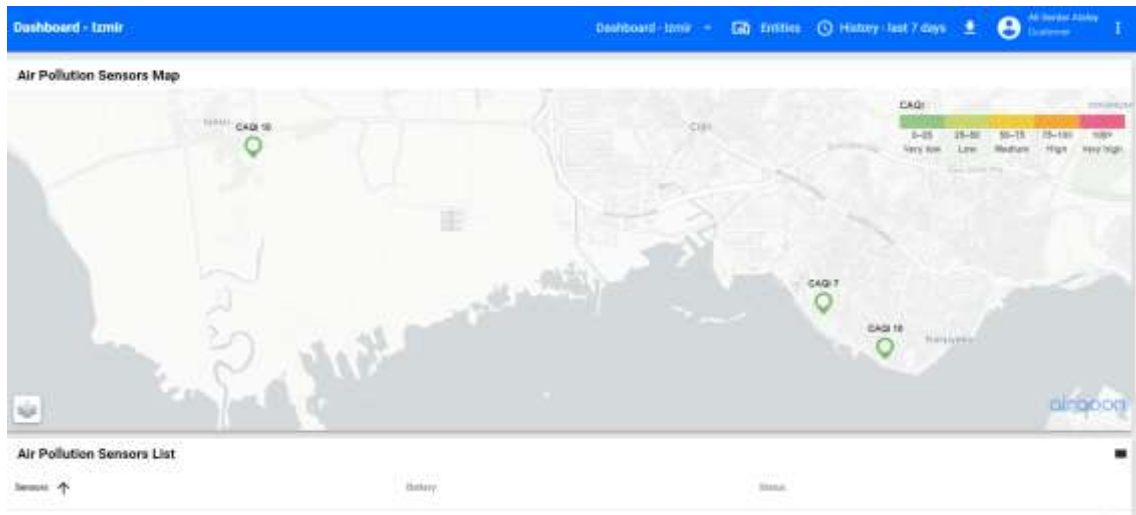 Dashboard - Izmir
Dashboard - Izmir
Entities
History - last 7 days
Customer
Air Pollution Sensors Map
CAQI 10
Cigli
CAQI
0-25 25-50 50-75 75-100 100+
Very low Low Medium High Very high
CAQI 7
CAQI 10
airqoon
Air Pollution Sensors List
Sensors Battery Status